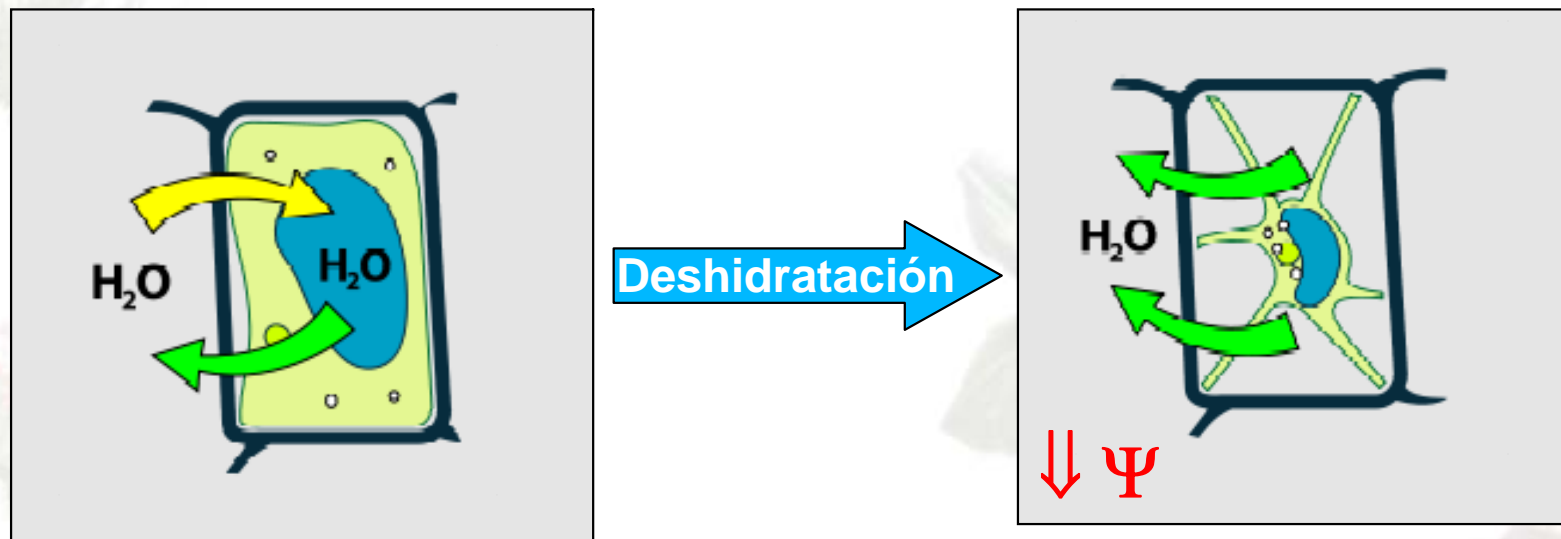 H₂O
H₂O
Deshidratación
H₂O
⇓ Ψ